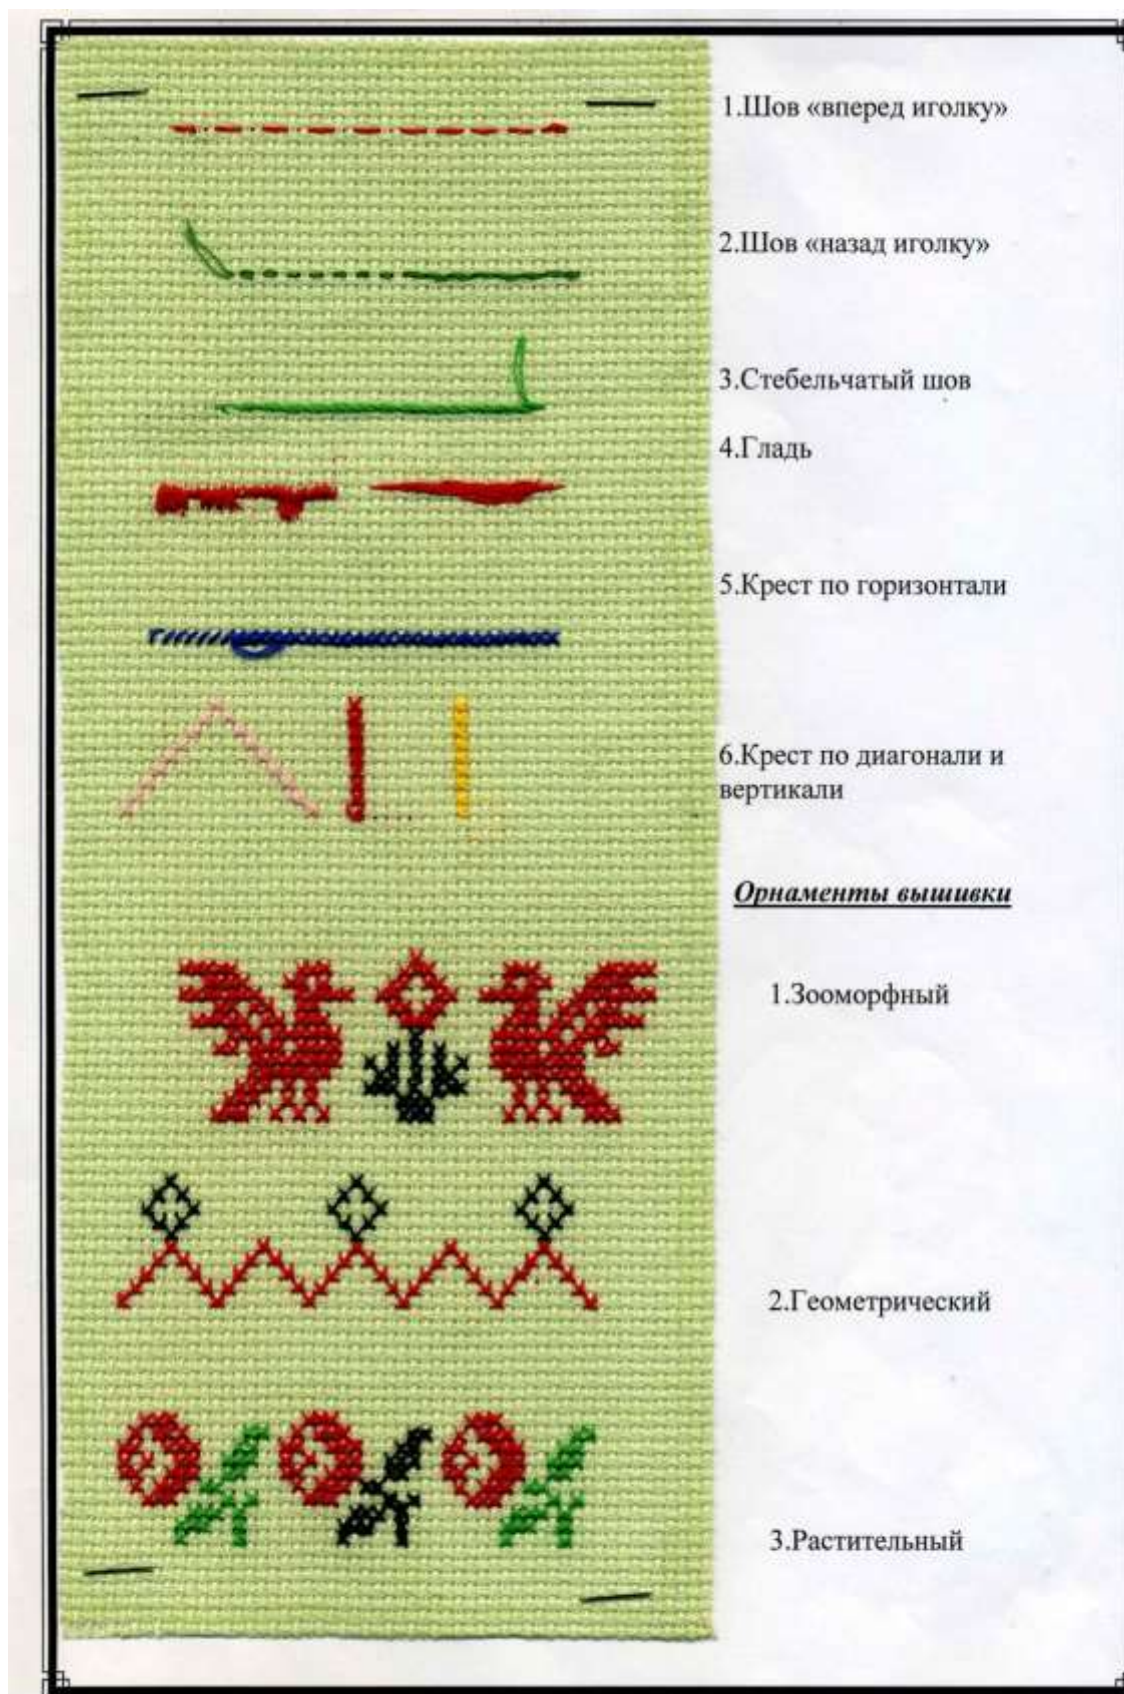 1.Шов «вперед иголку»
2.Шов «назад иголку»
3.Стебельчатый шов
4.Гладь
5.Крест по горизонтали
6.Крест по диагонали и
вертикали
Орнаменты вышивки
1.Зооморфный
2.Геометрический
3.Растительный